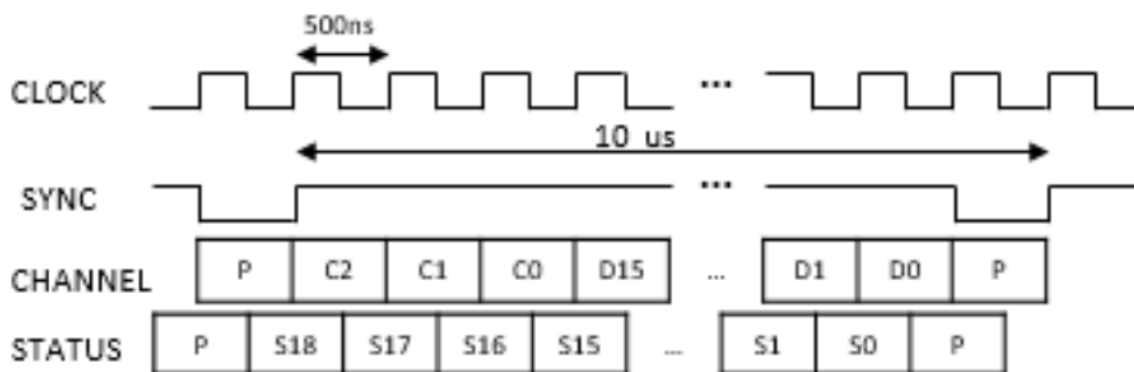 500ns
CLOCK ...
10 us
SYNC ...
CHANNEL P C2 C1 C0 D15 ... D1 D0 P
STATUS P S18 S17 S16 S15 ... S1 S0 P